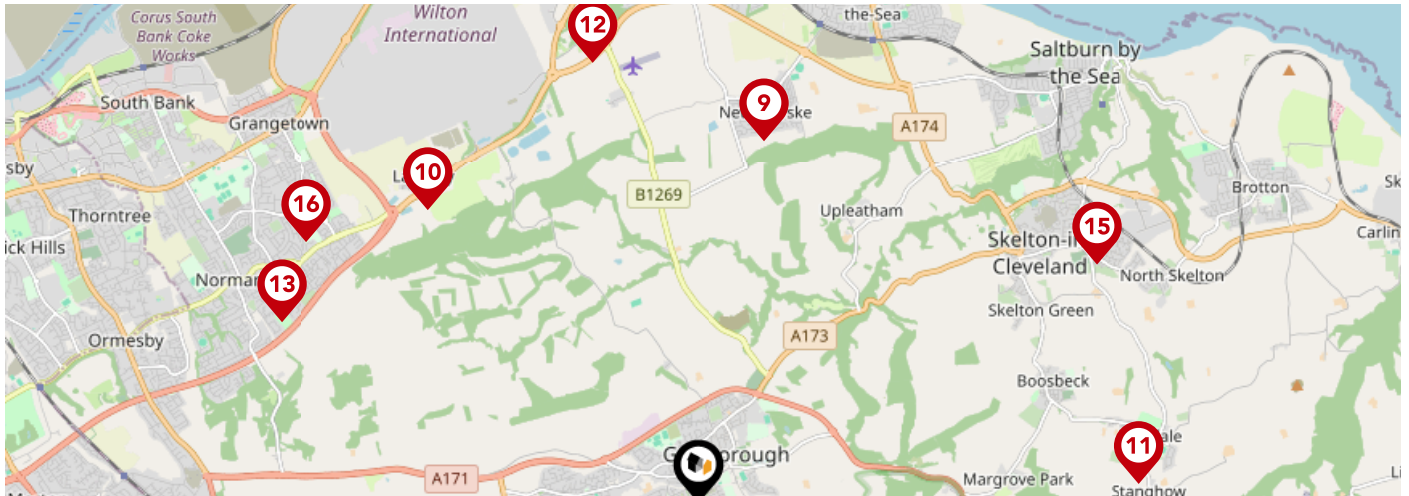 Corus South
Bank Coke
Works
Wilton
International
12
the-Sea
Saltburn by
the Sea
South Bank
Grangetown
9
A174
10
16
B1269
Brotton
Thorntree
Upleatham
15
Skelton-in
Cleveland
North Skelton
13
Skelton Green
Ormesby
A173
Boosbeck
11
A171
Margrove Park
Stanghow